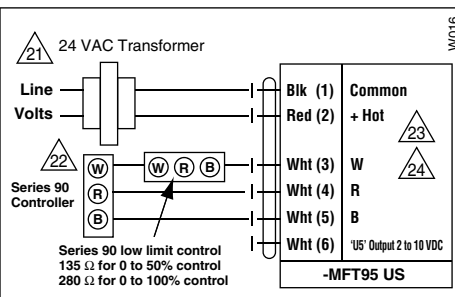 W016
21 24 VAC Transformer
Line
Volts
Blk (1) Common
Red (2) + Hot
23
22
W
W R B
Wht (3) W
24
Series 90
Controller
R
Wht (4) R
B
Wht (5) B
Wht (6) 'U5' Output 2 to 10 VDC
Series 90 low limit control
135 Ω for 0 to 50% control
280 Ω for 0 to 100% control
-MFT95 US